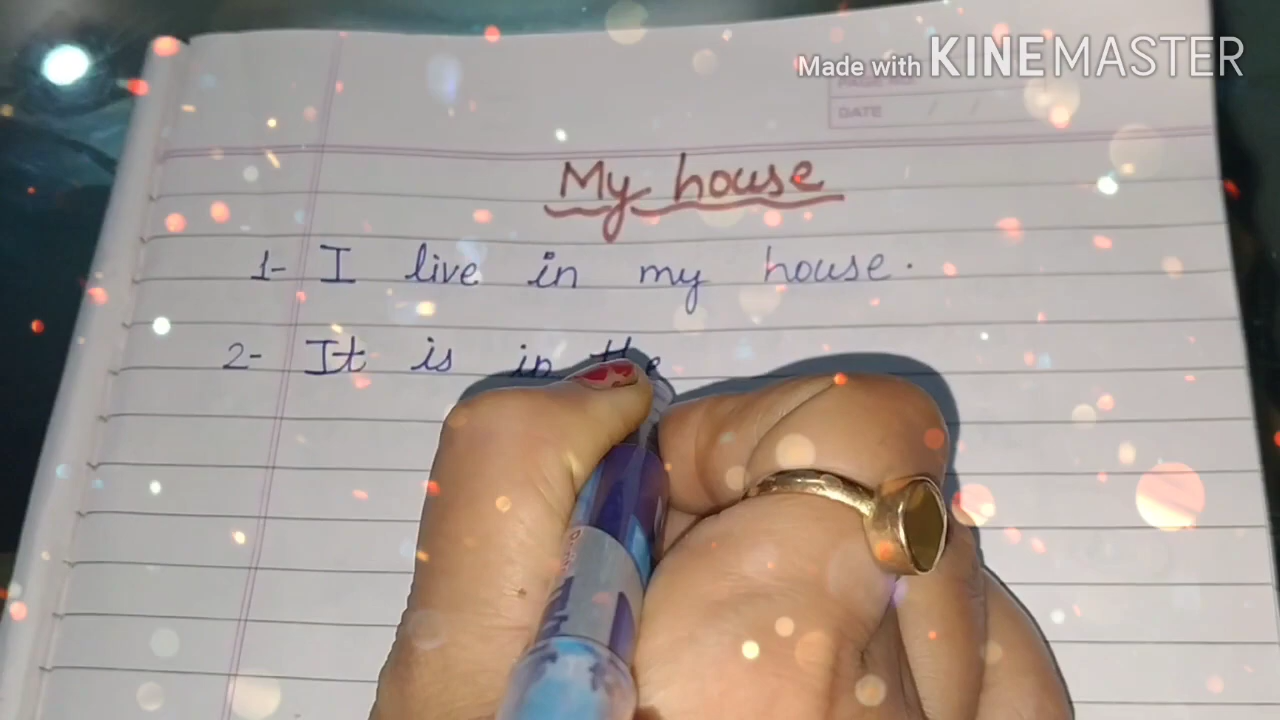 Made with KINEMASTER
DATE / /
My house
1- I live in my house.
2- It is in the